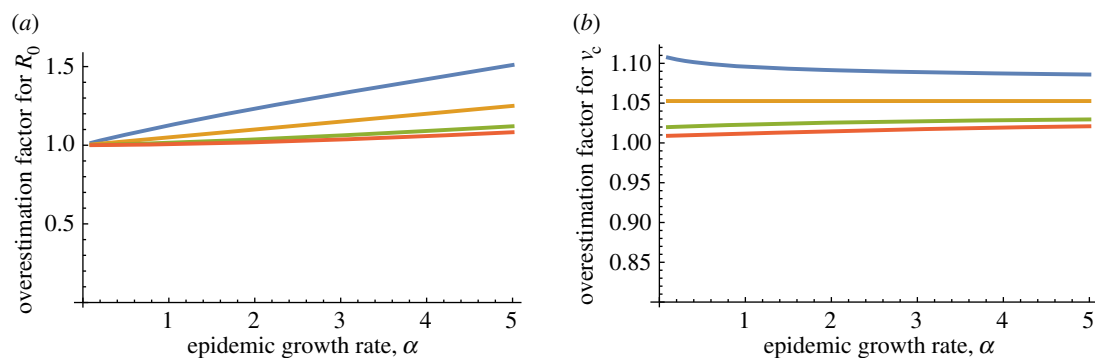 (a)
overestimation factor for R₀
1.5
1.0
0.5
1 2 3 4 5
epidemic growth rate, α
(b)
overestimation factor for v_c
1.10
1.05
1.00
0.95
0.90
0.85
1 2 3 4 5
epidemic growth rate, α